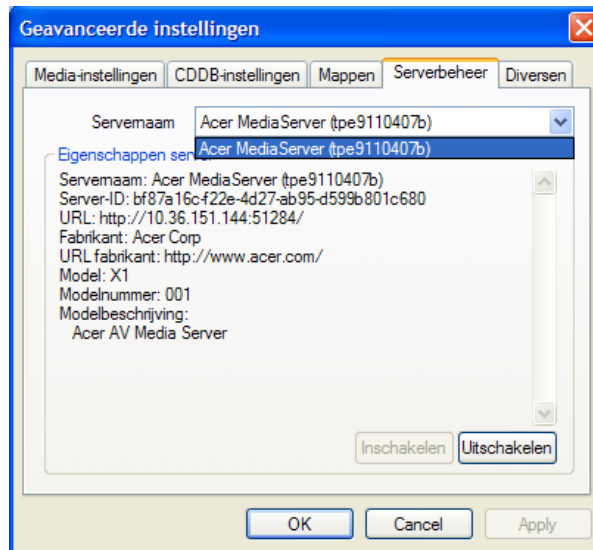 Geavanceerde instellingen
Media-instellingen CDDB-instellingen Mappen Serverbeheer Diversen
Servernaam Acer MediaServer (tpe9110407b)
Acer MediaServer (tpe9110407b)
Eigenschappen server
Servernaam: Acer MediaServer (tpe9110407b)
Server-ID: bf87a16c-f22e-4d27-ab95-d599b801c680
URL: http://10.36.151.144:51284/
Fabrikant: Acer Corp
URL fabrikant: http://www.acer.com/
Model: X1
Modelnummer: 001
Modelbeschrijving:
Acer AV Media Server
Inschakelen Uitschakelen
OK Cancel Apply